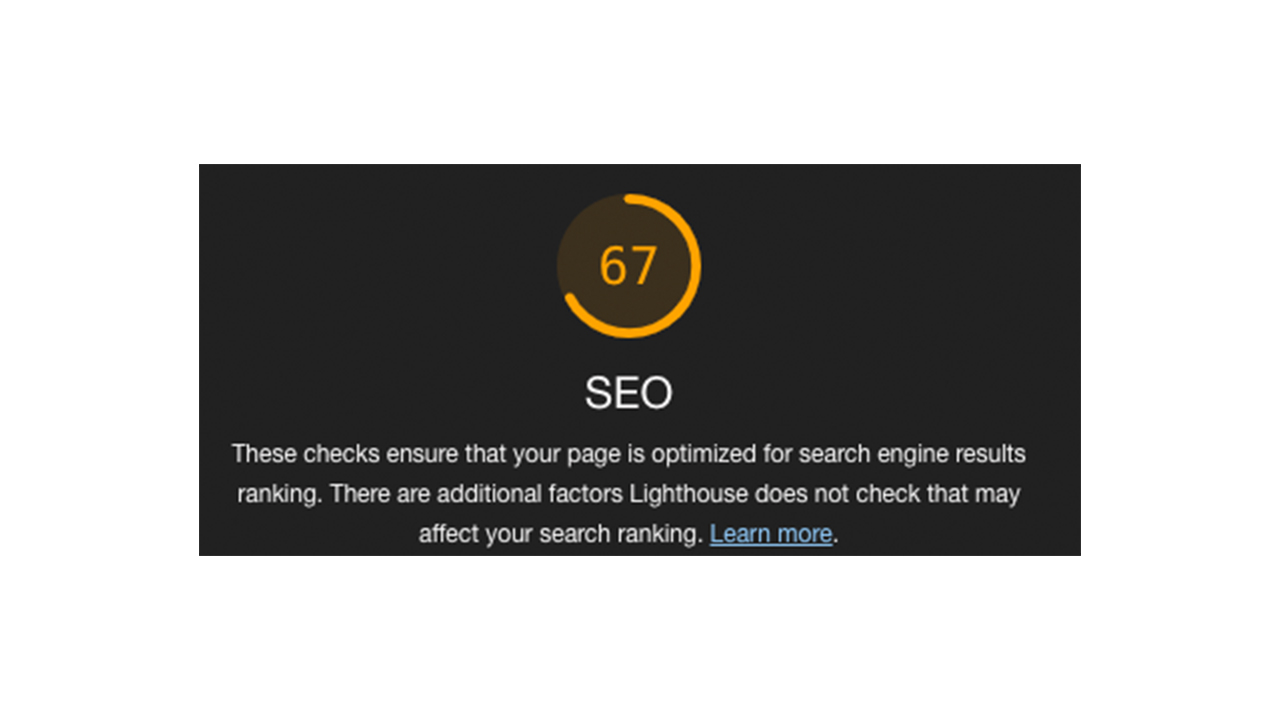 67
SEO
These checks ensure that your page is optimized for search engine results
ranking. There are additional factors Lighthouse does not check that may
affect your search ranking. Learn more.